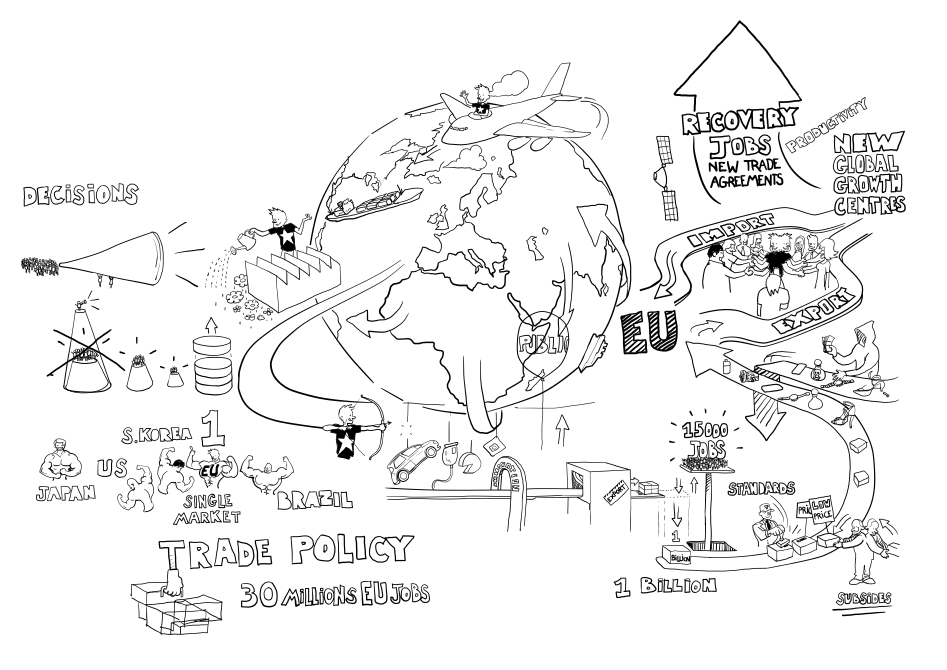 RECOVERY
JOBS
NEW TRADE
AGREEMENTS
PRODUCTIVITY
NEW
GLOBAL
GROWTH
CENTRES
DECISIONS
IMPORT
EXPORT
EU
PUBLIC
S.KOREA 1
JAPAN
US
EU
SINGLE
MARKET
BRAZIL
TRADE POLICY
30 MILLIONS EU JOBS
EXPORT
15000
JOBS
STANDARDS
LOW
PRICE
1
BILLION
1 BILLION
SUBSIDES